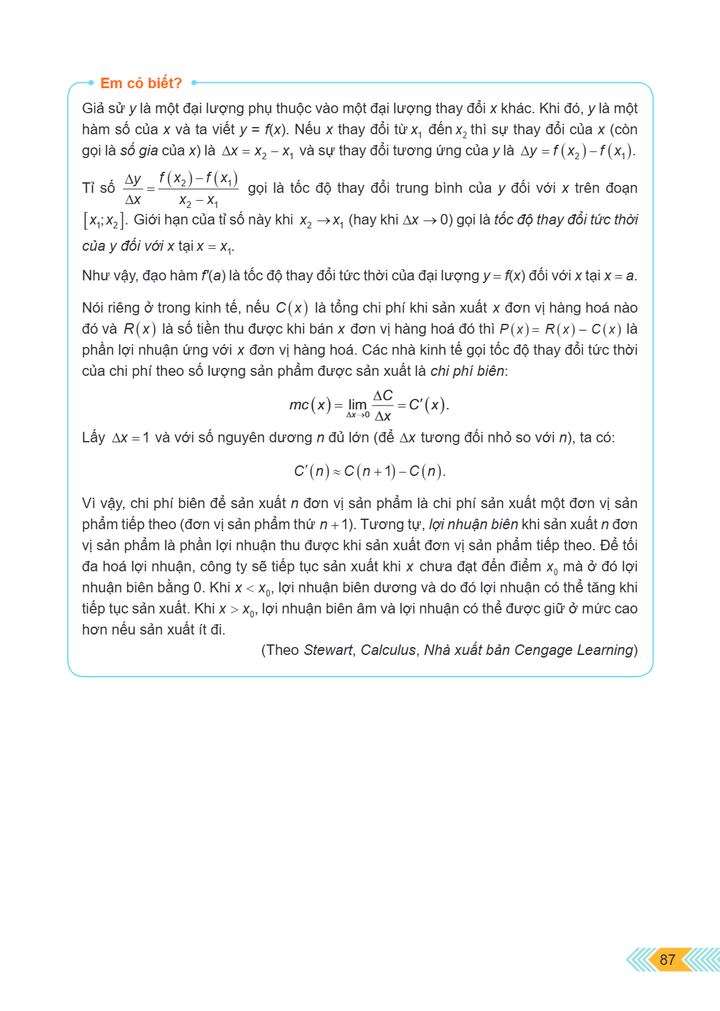 Em có biết?
Giả sử y là một đại lượng phụ thuộc vào một đại lượng thay đổi x khác. Khi đó, y là một
hàm số của x và ta viết y = f(x). Nếu x thay đổi từ x₁ đến x₂ thì sự thay đổi của x (còn
gọi là số gia của x) là Δx = x₂ − x₁ và sự thay đổi tương ứng của y là Δy = f(x₂) − f(x₁).
Tỉ số Δy/Δx = (f(x₂) − f(x₁))/(x₂ − x₁) gọi là tốc độ thay đổi trung bình của y đối với x trên đoạn
[x₁; x₂]. Giới hạn của tỉ số này khi x₂ → x₁ (hay khi Δx → 0) gọi là tốc độ thay đổi tức thời
của y đối với x tại x = x₁.
Như vậy, đạo hàm f'(a) là tốc độ thay đổi tức thời của đại lượng y = f(x) đối với x tại x = a.
Nói riêng ở trong kinh tế, nếu C(x) là tổng chi phí khi sản xuất x đơn vị hàng hoá nào
đó và R(x) là số tiền thu được khi bán x đơn vị hàng hoá đó thì P(x) = R(x) − C(x) là
phần lợi nhuận ứng với x đơn vị hàng hoá. Các nhà kinh tế gọi tốc độ thay đổi tức thời
của chi phí theo số lượng sản phẩm được sản xuất là chi phí biên:
mc(x) = lim_{Δx→0} ΔC/Δx = C'(x).
Lấy Δx = 1 và với số nguyên dương n đủ lớn (để Δx tương đối nhỏ so với n), ta có:
C'(n) ≈ C(n + 1) − C(n).
Vì vậy, chi phí biên để sản xuất n đơn vị sản phẩm là chi phí sản xuất một đơn vị sản
phẩm tiếp theo (đơn vị sản phẩm thứ n + 1). Tương tự, lợi nhuận biên khi sản xuất n đơn
vị sản phẩm là phần lợi nhuận thu được khi sản xuất đơn vị sản phẩm tiếp theo. Để tối
đa hoá lợi nhuận, công ty sẽ tiếp tục sản xuất khi x chưa đạt đến điểm x₀ mà ở đó lợi
nhuận biên bằng 0. Khi x < x₀, lợi nhuận biên dương và do đó lợi nhuận có thể tăng khi
tiếp tục sản xuất. Khi x > x₀, lợi nhuận biên âm và lợi nhuận có thể được giữ ở mức cao
hơn nếu sản xuất ít đi.
(Theo Stewart, Calculus, Nhà xuất bản Cengage Learning)
87